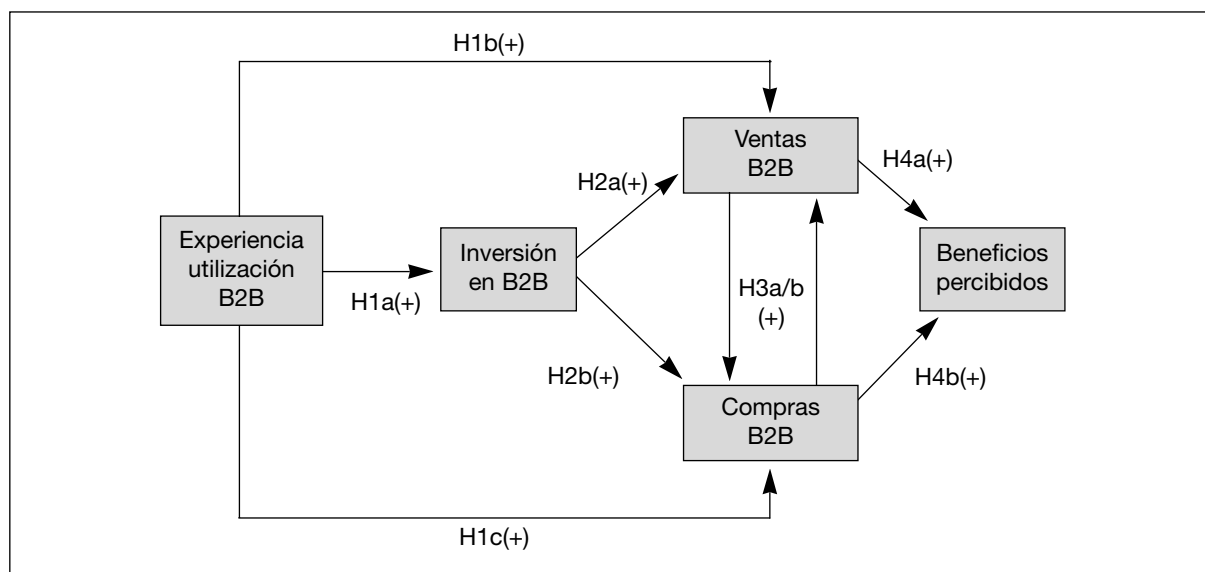 H1b(+)
Ventas
B2B
H4a(+)
H2a(+)
Experiencia
utilización
B2B
Inversión
en B2B
Beneficios
percibidos
H1a(+)
H3a/b
(+)
H2b(+)
H4b(+)
Compras
B2B
H1c(+)